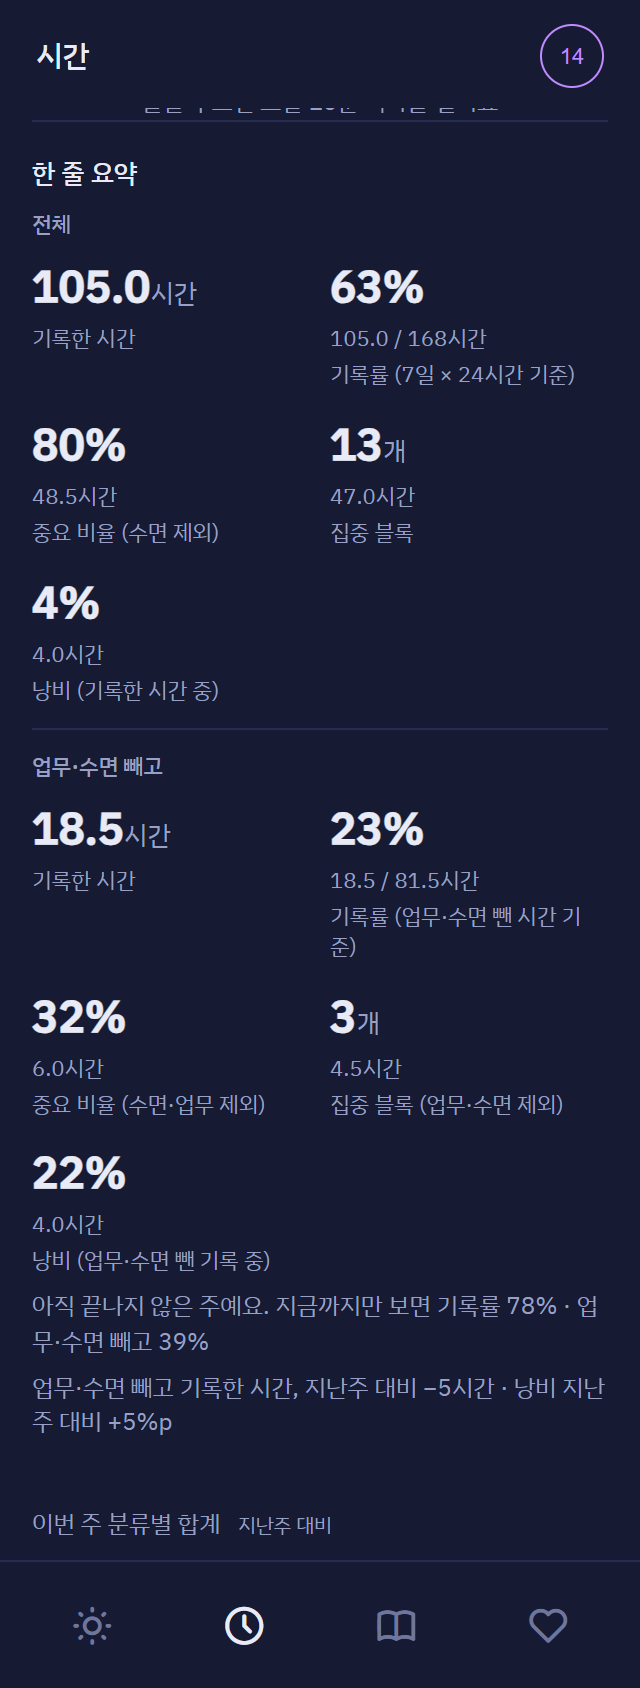 시간
14
한 줄 요약
전체
105.0시간
기록한 시간
63%
105.0 / 168시간
기록률 (7일 × 24시간 기준)
80%
48.5시간
중요 비율 (수면 제외)
13개
47.0시간
집중 블록
4%
4.0시간
낭비 (기록한 시간 중)
업무·수면 빼고
18.5시간
기록한 시간
23%
18.5 / 81.5시간
기록률 (업무·수면 뺀 시간 기
준)
32%
6.0시간
중요 비율 (수면·업무 제외)
3개
4.5시간
집중 블록 (업무·수면 제외)
22%
4.0시간
낭비 (업무·수면 뺀 기록 중)
아직 끝나지 않은 주예요. 지금까지만 보면 기록률 78% · 업
무·수면 빼고 39%
업무·수면 빼고 기록한 시간, 지난주 대비 −5시간 · 낭비 지난
주 대비 +5%p
이번 주 분류별 합계 지난주 대비